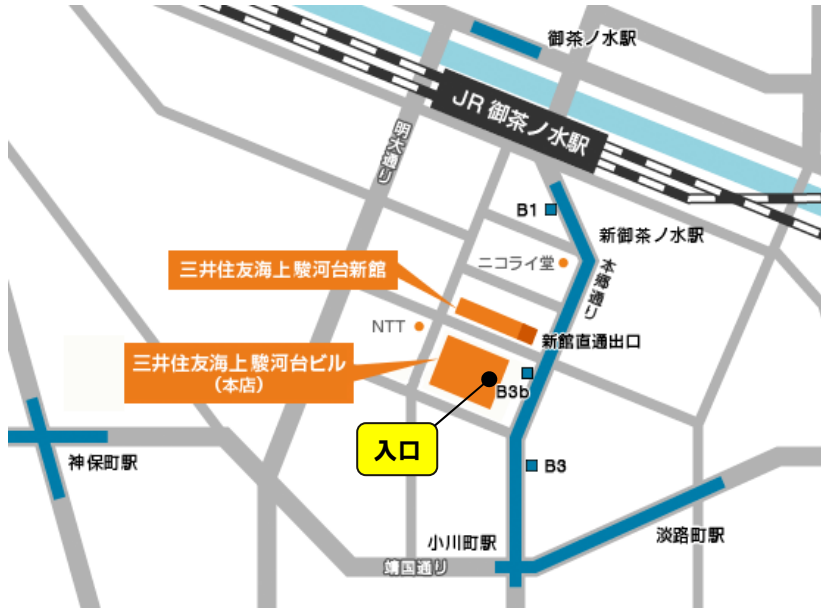 御茶ノ水駅
JR 御茶ノ水駅
明大通り
B1
新御茶ノ水駅
ニコライ堂
本郷通り
三井住友海上駿河台新館
NTT
新館直通出口
三井住友海上駿河台ビル
(本店)
B3b
入口
神保町駅
B3
小川町駅
淡路町駅
靖国通り